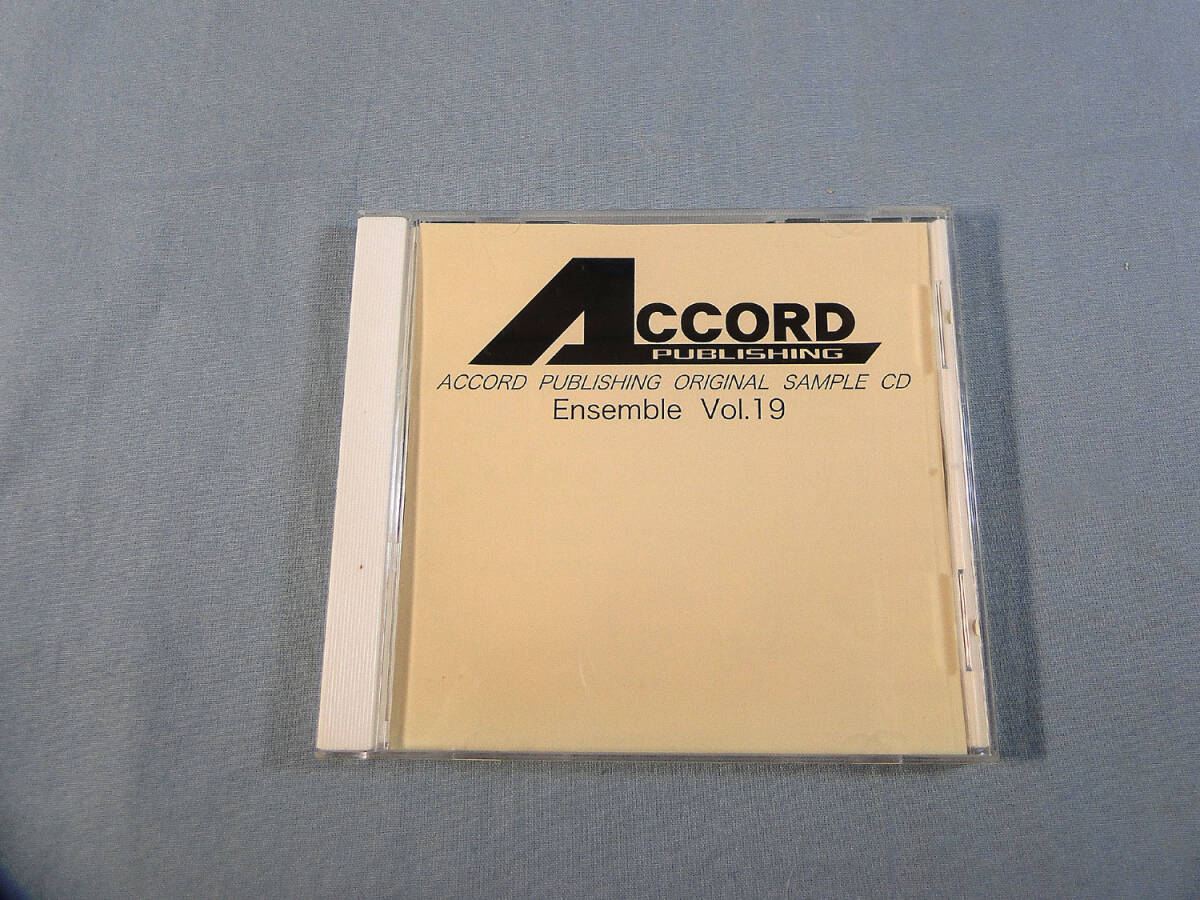 ACCORD
PUBLISHING
ACCORD PUBLISHING ORIGINAL SAMPLE CD
Ensemble Vol.19